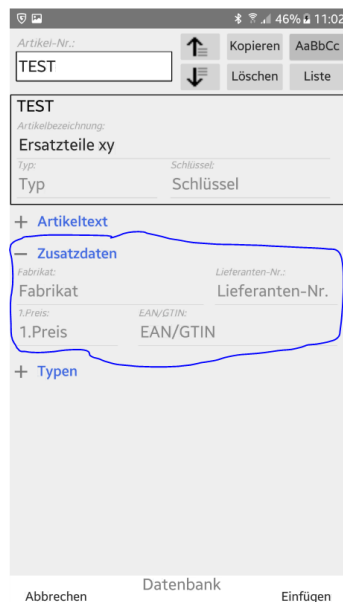 46% 11:02
Artikel-Nr.:
TEST
Kopieren AaBbCc
Löschen Liste
TEST
Artikelbezeichnung:
Ersatzteile xy
Typ: Schlüssel:
Typ Schlüssel
+ Artikeltext
− Zusatzdaten
Fabrikat: Lieferanten-Nr.:
Fabrikat Lieferanten-Nr.
1.Preis: EAN/GTIN:
1.Preis EAN/GTIN
+ Typen
Datenbank
Abbrechen Einfügen